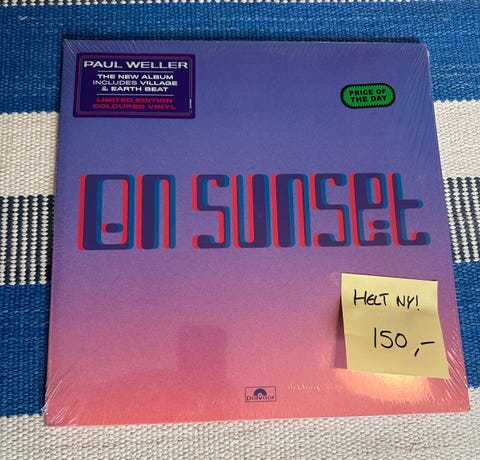 PAUL WELLER
THE NEW ALBUM
INCLUDES VILLAGE
& EARTH BEAT
LIMITED EDITION
COLOURED VINYL
PRICE OF
THE DAY
ON SUNSET
HELT NY!
150,-
polydor